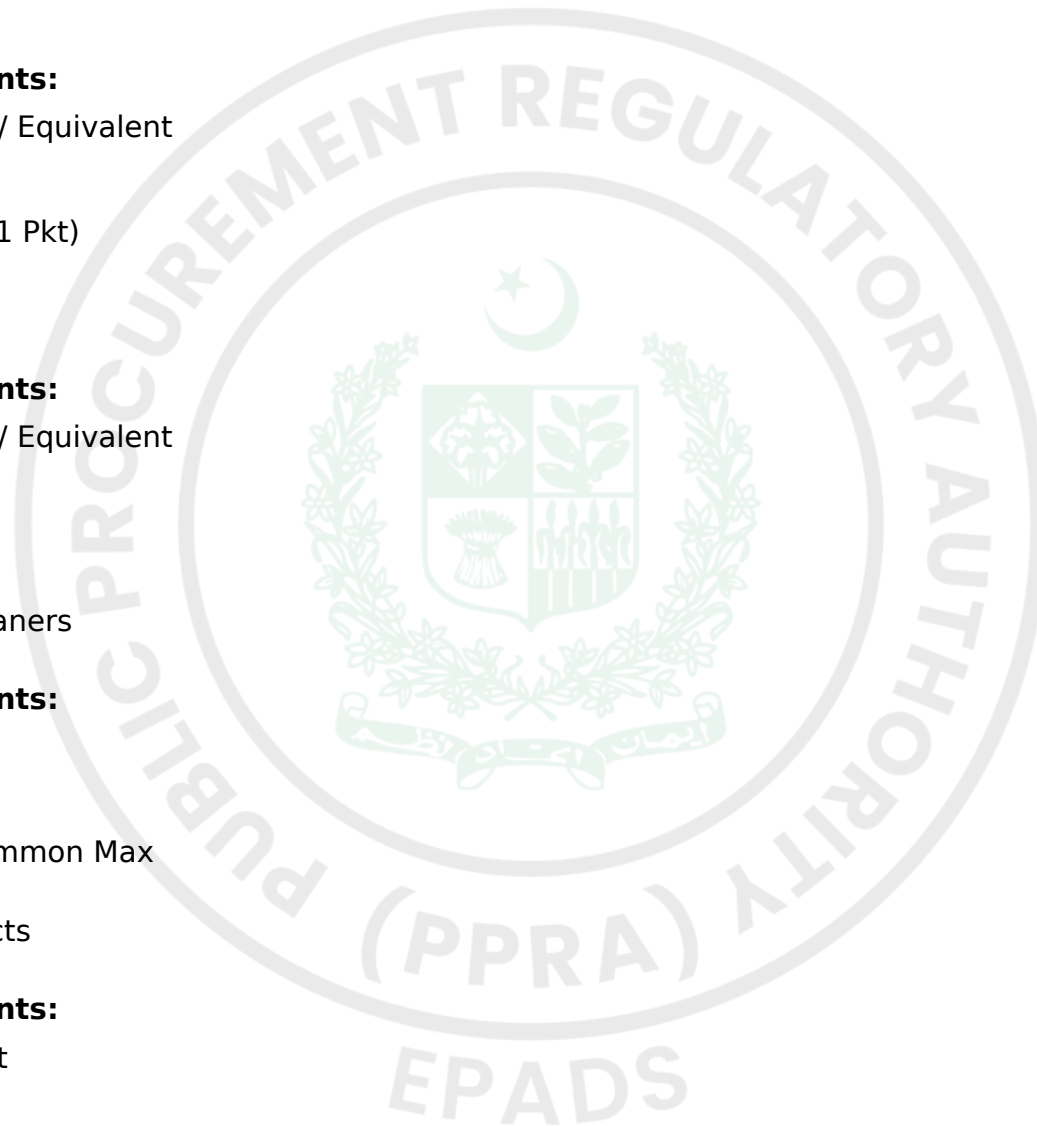 nts:
/ Equivalent
1 Pkt)
nts:
/ Equivalent
aners
nts:
mmon Max
cts
nts:
t
PUBLIC PROCUREMENT REGULATORY AUTHORITY
(PPRA)
EPADS